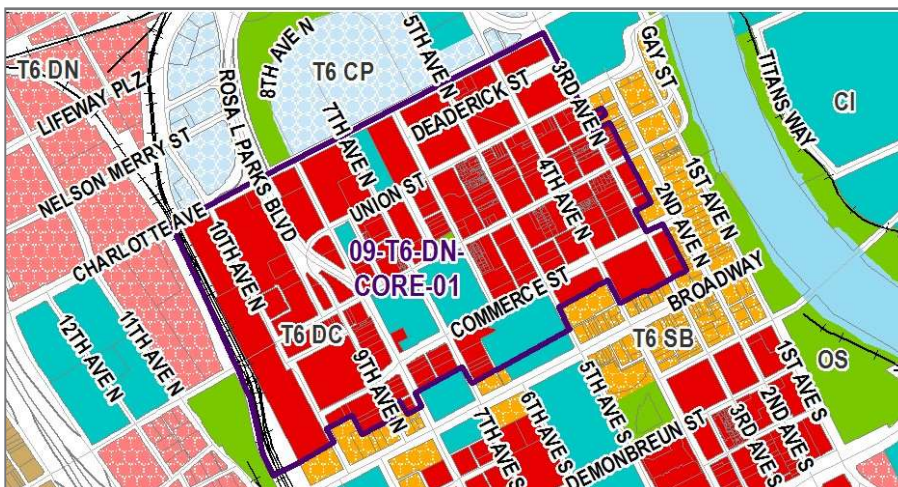 T6 DN
LIFEWAY PLZ
NELSON MERRY ST
CHARLOTTE AVE
ROSA L PARKS BLVD
8TH AVE N
T6 CP
5TH AVE N
DEADERICK ST
3RD AVE N
GAY ST
TITANS WAY
CI
7TH AVE N
UNION ST
4TH AVE N
1ST AVE N
2ND AVE N
10TH AVE N
09-T6-DN-
CORE-01
COMMERCE ST
BROADWAY
12TH AVE N
11TH AVE N
T6 DC
9TH AVE N
T6 SB
OS
7TH AVE S
6TH AVE S
5TH AVE S
DEMONBREUN ST
3RD AVE S
2ND AVE S
1ST AVE S